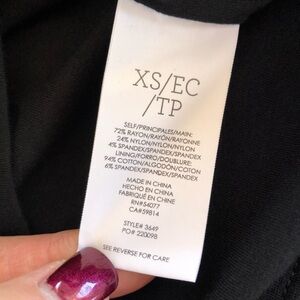 XS/EC
/TP
SELF/PRINCIPALES/MAIN:
72% RAYON/RAYÓN/RAYONNE
24% NYLON/NYLON/NYLON
4% SPANDEX/SPANDEX/SPANDEX
LINING/FORRO/DOUBLURE:
94% COTTON/ALGODÓN/COTON
6% SPANDEX/SPANDEX/SPANDEX
MADE IN CHINA
HECHO EN CHINA
FABRIQUÉ EN CHINE
RN#54077
CA#59814
STYLE# 3649
PO# 220098
SEE REVERSE FOR CARE